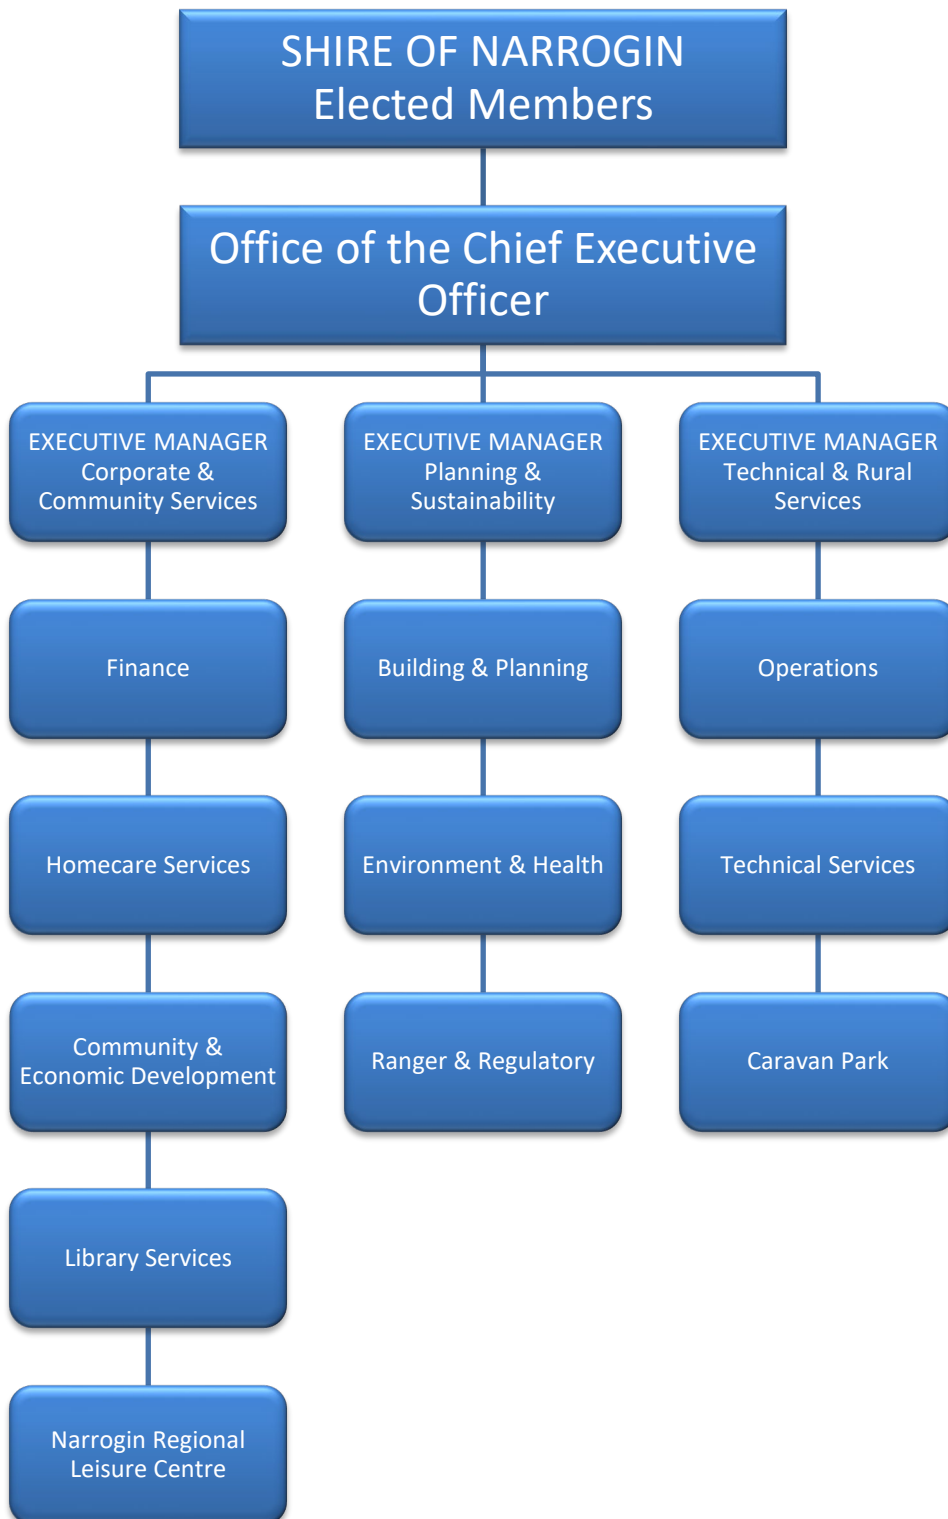 SHIRE OF NARROGIN
Elected Members
Office of the Chief Executive
Officer
EXECUTIVE MANAGER
Corporate &
Community Services
EXECUTIVE MANAGER
Planning &
Sustainability
EXECUTIVE MANAGER
Technical & Rural
Services
Finance
Building & Planning
Operations
Homecare Services
Environment & Health
Technical Services
Community &
Economic Development
Ranger & Regulatory
Caravan Park
Library Services
Narrogin Regional
Leisure Centre